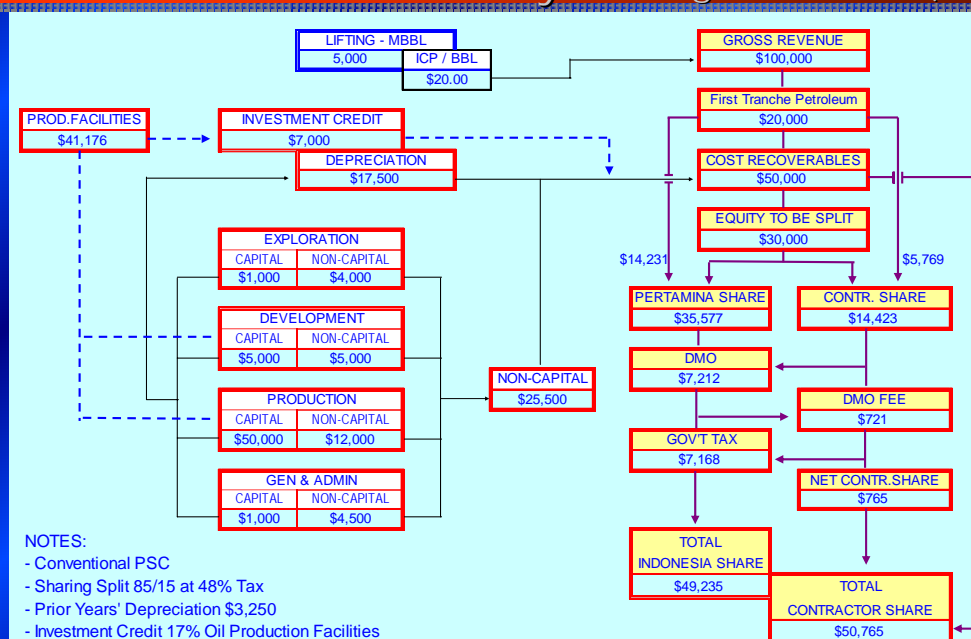 LIFTING - MBBL
5,000
ICP / BBL
$20.00
GROSS REVENUE
$100,000
First Tranche Petroleum
$20,000
PROD.FACILITIES
$41,176
INVESTMENT CREDIT
$7,000
DEPRECIATION
$17,500
COST RECOVERABLES
$50,000
EQUITY TO BE SPLIT
$30,000
$14,231
$5,769
EXPLORATION
CAPITAL NON-CAPITAL
$1,000 $4,000
DEVELOPMENT
CAPITAL NON-CAPITAL
$5,000 $5,000
PRODUCTION
CAPITAL NON-CAPITAL
$50,000 $12,000
GEN & ADMIN
CAPITAL NON-CAPITAL
$1,000 $4,500
NON-CAPITAL
$25,500
PERTAMINA SHARE
$35,577
CONTR. SHARE
$14,423
DMO
$7,212
DMO FEE
$721
GOV'T TAX
$7,168
NET CONTR.SHARE
$765
TOTAL
INDONESIA SHARE
$49,235
TOTAL
CONTRACTOR SHARE
$50,765
NOTES:
- Conventional PSC
- Sharing Split 85/15 at 48% Tax
- Prior Years' Depreciation $3,250
- Investment Credit 17% Oil Production Facilities